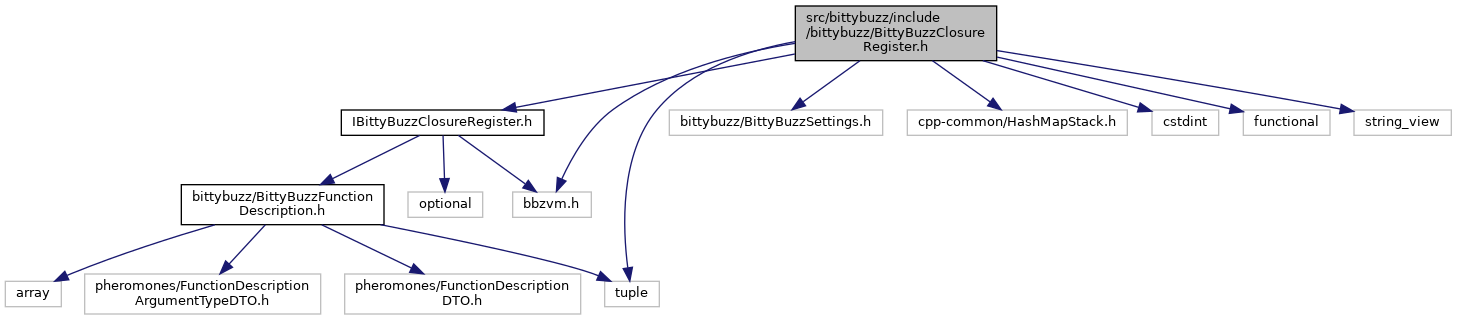 src/bittybuzz/include
/bittybuzz/BittyBuzzClosure
Register.h
IBittyBuzzClosureRegister.h
bittybuzz/BittyBuzzSettings.h
cpp-common/HashMapStack.h
cstdint
functional
string_view
bittybuzz/BittyBuzzFunction
Description.h
optional
bbzvm.h
array
pheromones/FunctionDescription
ArgumentTypeDTO.h
pheromones/FunctionDescription
DTO.h
tuple